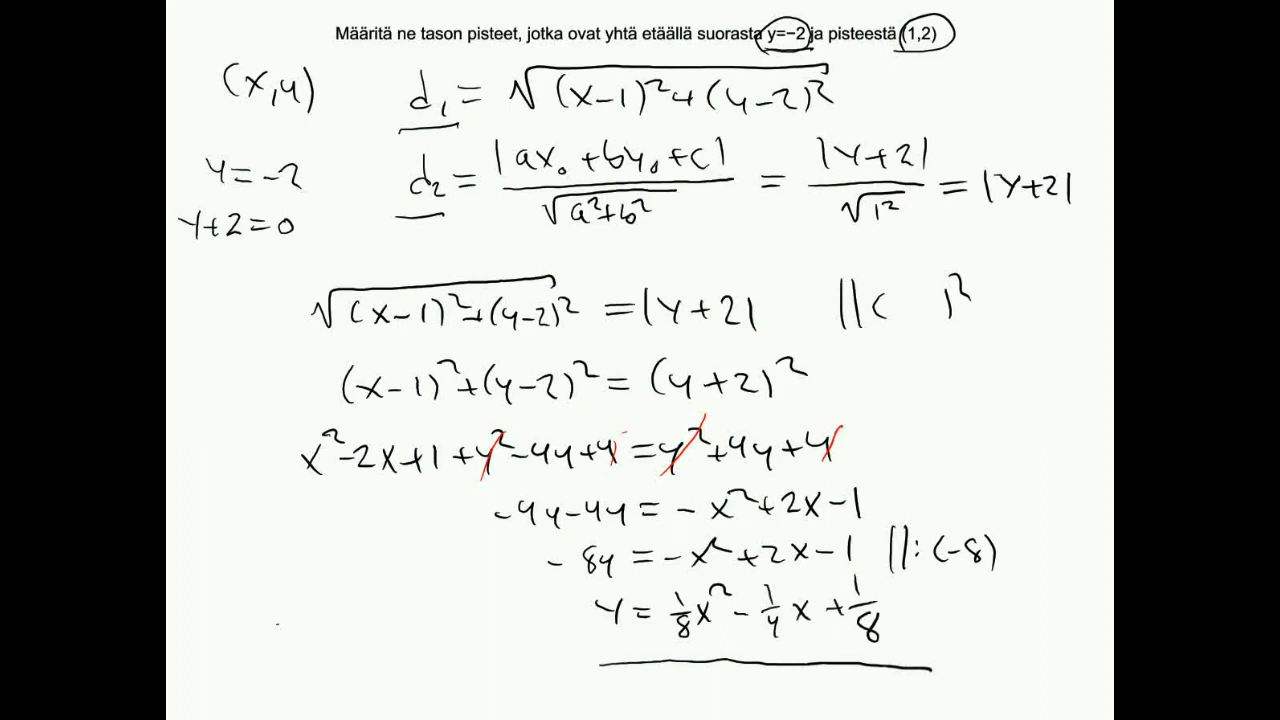 Määritä ne tason pisteet, jotka ovat yhtä etäällä suorasta y=−2 ja pisteestä (1,2)
(x,y) d₁ = √((x−1)²+(y−2)²)
y=−2 d₂ = |ax₀+by₀+c| / √(a²+b²) = |y+2| / √(1²) = |y+2|
y+2=0
√((x−1)²+(y−2)²) = |y+2| ||( )²
(x−1)²+(y−2)² = (y+2)²
x²−2x+1+y²−4y+4 = y²+4y+4
−4y−4y = −x²+2x−1
−8y = −x²+2x−1 ||:(−8)
y = 1/8 x² − 1/4 x + 1/8